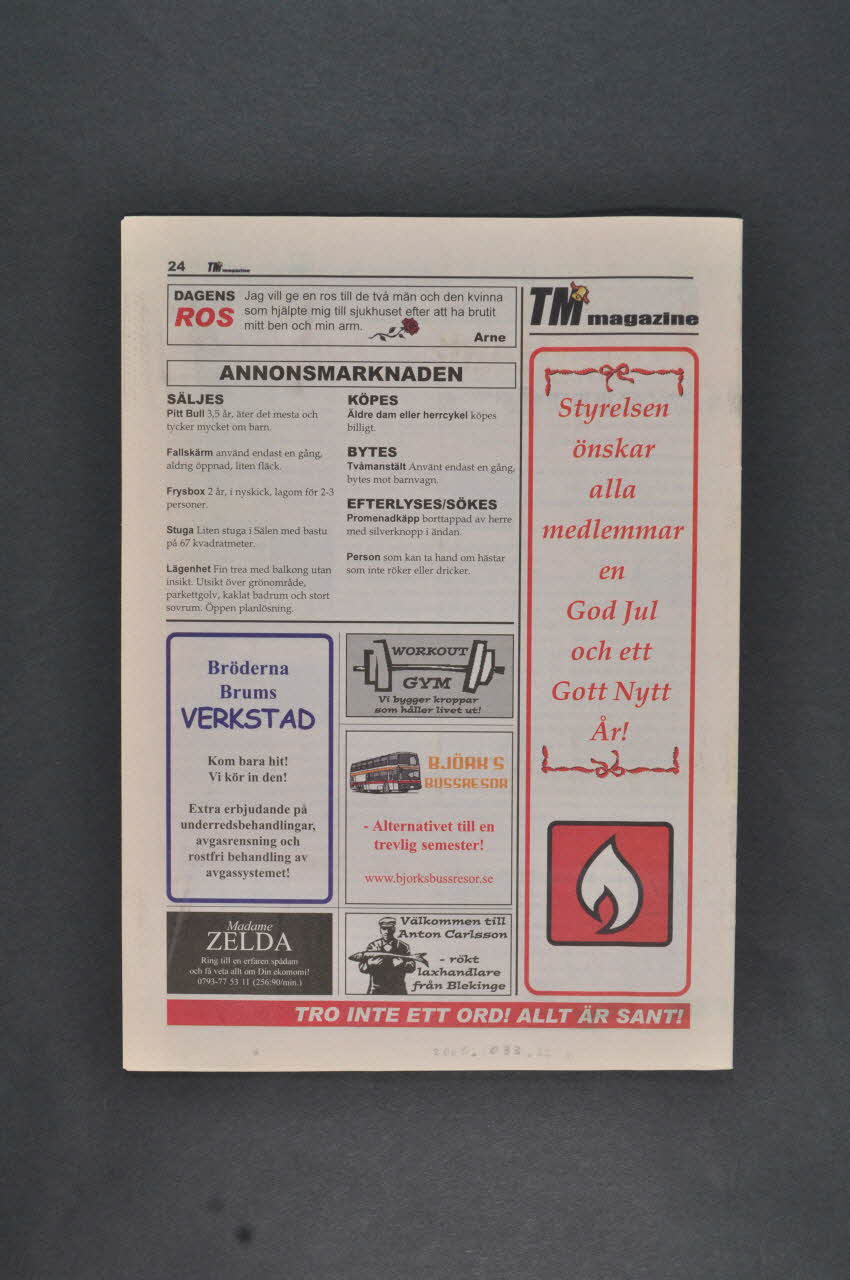 24 TM magazine
DAGENS
ROS
Jag vill ge en ros till de två män och den kvinna
som hjälpte mig till sjukhuset efter att ha brutit
mitt ben och min arm.
Arne
ANNONSMARKNADEN
SÄLJES
Pitt Bull 3,5 år, äter det mesta och
tycker mycket om barn.
Fallskärm använd endast en gång,
aldrig öppnad, liten fläck.
Frysbox 2 år, i nyskick, lagom för 2-3
personer.
Stuga Liten stuga i Sälen med bastu
på 67 kvadratmeter.
Lägenhet Fin trea med balkong utan
insikt. Utsikt över grönområde,
parkettgolv, kaklat badrum och stort
sovrum. Öppen planlösning.
KÖPES
Äldre dam eller herrcykel köpes
billigt.
BYTES
Tvåmanstält Använt endast en gång,
bytes mot barnvagn.
EFTERLYSES/SÖKES
Promenadkäpp borttappad av herre
med silverknopp i ändan.
Person som kan ta hand om hästar
som inte röker eller dricker.
Bröderna
Brums
VERKSTAD
Kom bara hit!
Vi kör in den!
Extra erbjudande på
underredsbehandlingar,
avgasrensning och
rostfri behandling av
avgassystemet!
WORKOUT
GYM
Vi bygger kroppar
som håller livet ut!
BJÖRK'S
BUSSRESOR
- Alternativet till en
trevlig semester!
www.bjorksbussresor.se
Madame
ZELDA
Ring till en erfaren spådam
och få veta allt om Din ekomomi!
0793-77 53 11 (256:90/min.)
Välkommen till
Anton Carlsson
- rökt
laxhandlare
från Blekinge
TM magazine
Styrelsen
önskar
alla
medlemmar
en
God Jul
och ett
Gott Nytt
År!
TRO INTE ETT ORD! ALLT ÄR SANT!